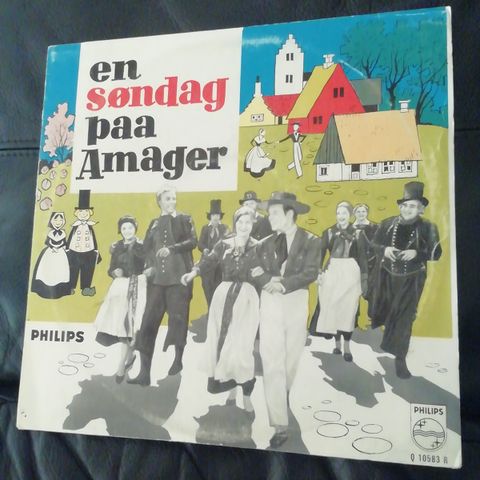 en
søndag
paa
Amager
PHILIPS
PHILIPS
Q 10583 R